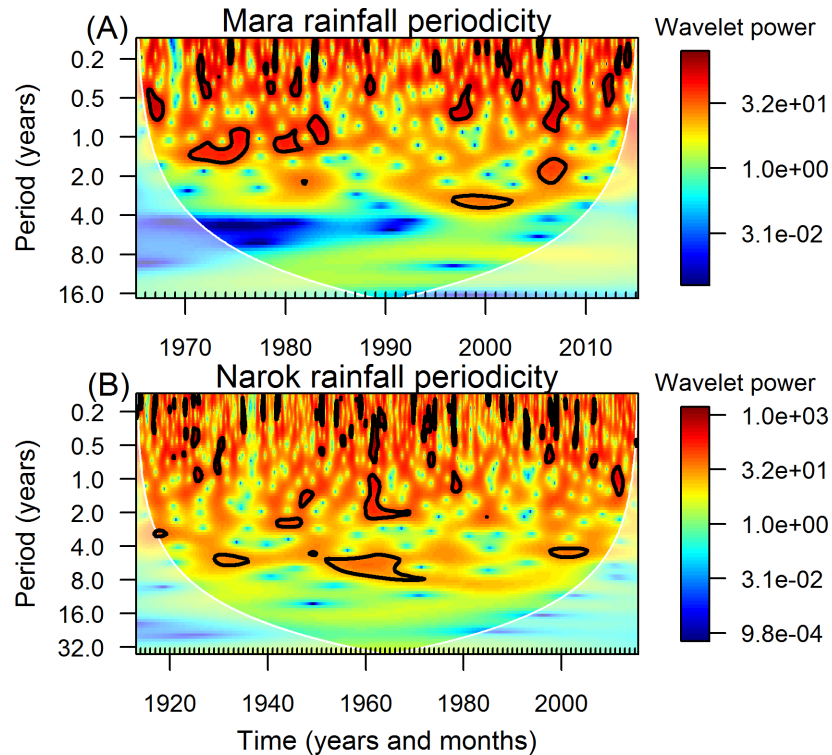 (A) Mara rainfall periodicity
Wavelet power
0.2
0.5
1.0
2.0
4.0
8.0
16.0
Period (years)
1970 1980 1990 2000 2010
3.2e+01
1.0e+00
3.1e-02
(B) Narok rainfall periodicity
Wavelet power
0.2
0.5
1.0
2.0
4.0
8.0
16.0
32.0
Period (years)
1920 1940 1960 1980 2000
Time (years and months)
1.0e+03
3.2e+01
1.0e+00
3.1e-02
9.8e-04